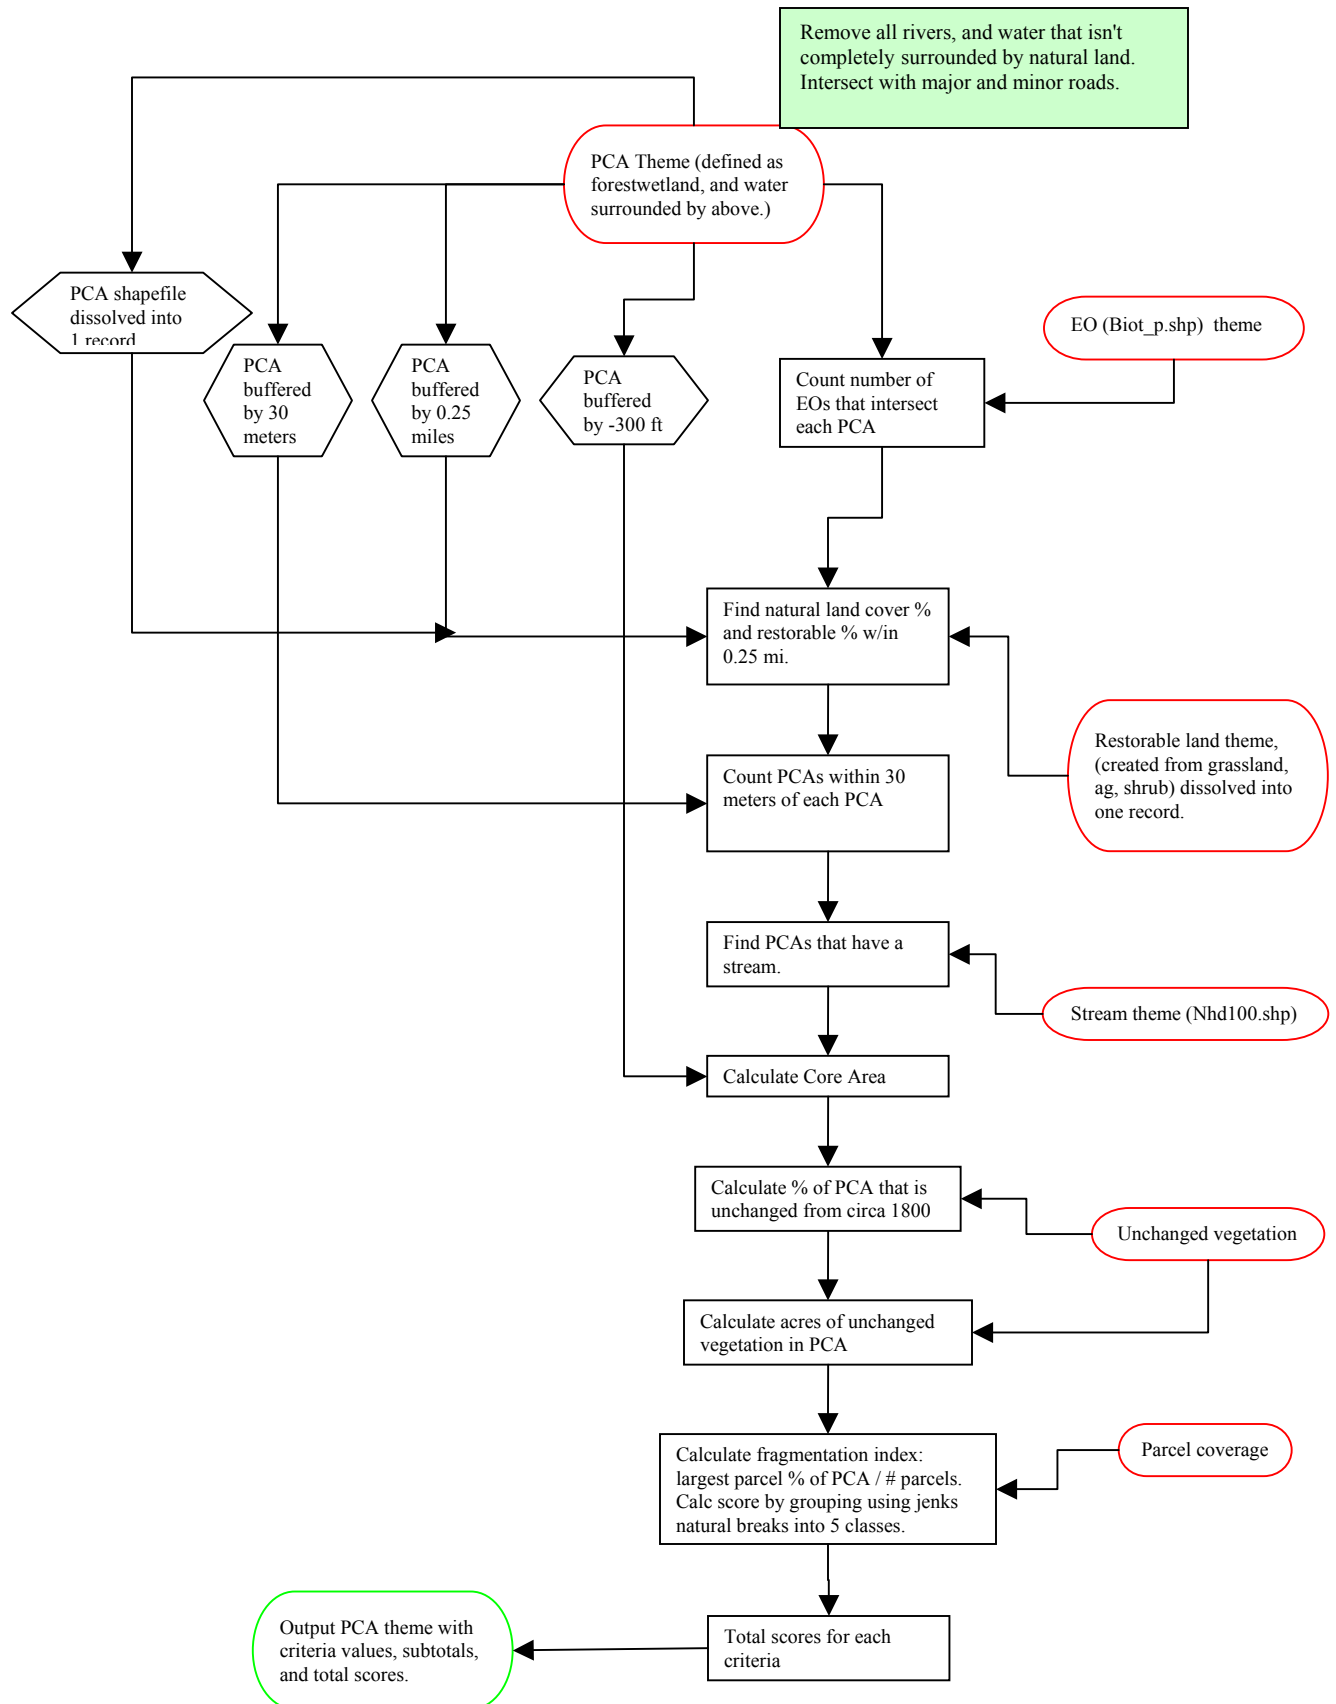 Remove all rivers, and water that isn't
completely surrounded by natural land.
Intersect with major and minor roads.
PCA Theme (defined as
forestwetland, and water
surrounded by above.)
PCA shapefile
dissolved into
1 record
EO (Biot_p.shp)  theme
PCA
buffered
by 30
meters
PCA
buffered
by 0.25
miles
PCA
buffered
by -300 ft
Count number of
EOs that intersect
each PCA
Find natural land cover %
and restorable % w/in
0.25 mi.
Restorable land theme,
(created from grassland,
ag, shrub) dissolved into
one record.
Count PCAs within 30
meters of each PCA
Find PCAs that have a
stream.
Stream theme (Nhd100.shp)
Calculate Core Area
Calculate % of PCA that is
unchanged from circa 1800
Unchanged vegetation
Calculate acres of unchanged
vegetation in PCA
Calculate fragmentation index:
largest parcel % of PCA / # parcels.
Calc score by grouping using jenks
natural breaks into 5 classes.
Parcel coverage
Output PCA theme with
criteria values, subtotals,
and total scores.
Total scores for each
criteria